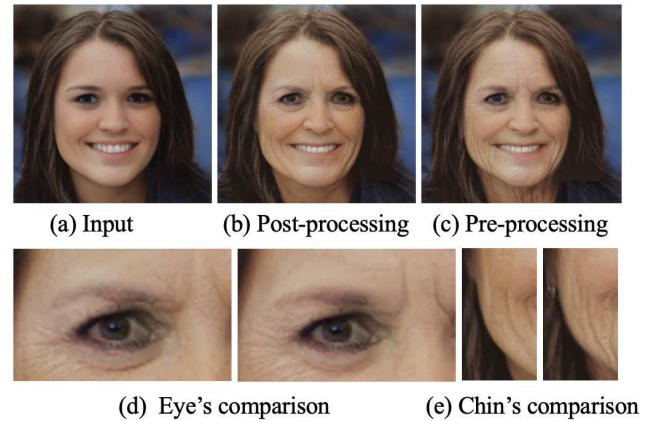 (a) Input
(b) Post-processing
(c) Pre-processing
(d) Eye's comparison
(e) Chin's comparison